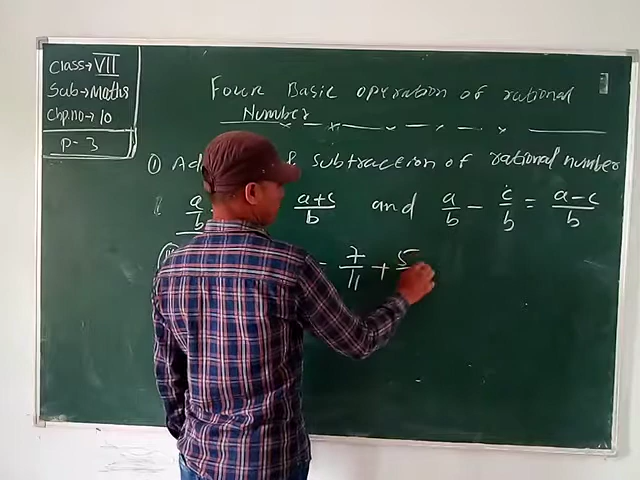 Class→VII
Sub→Maths
Chp.no→10
P-3
Four Basic operation of rational
Number
① Ad & Subtraction of rational number
a/b a+c/b and a/b - c/b = a-c/b
= 7/11 + 5